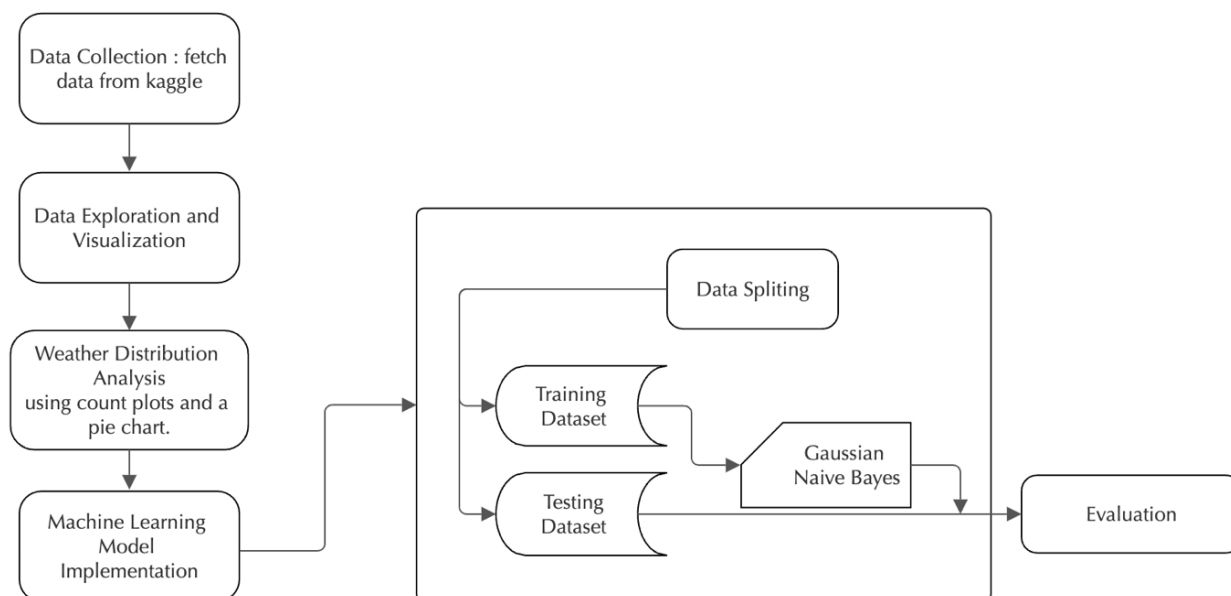 Data Collection : fetch
data from kaggle
Data Exploration and
Visualization
Weather Distribution
Analysis
using count plots and a
pie chart.
Machine Learning
Model
Implementation
Data Spliting
Training
Dataset
Testing
Dataset
Gaussian
Naive Bayes
Evaluation